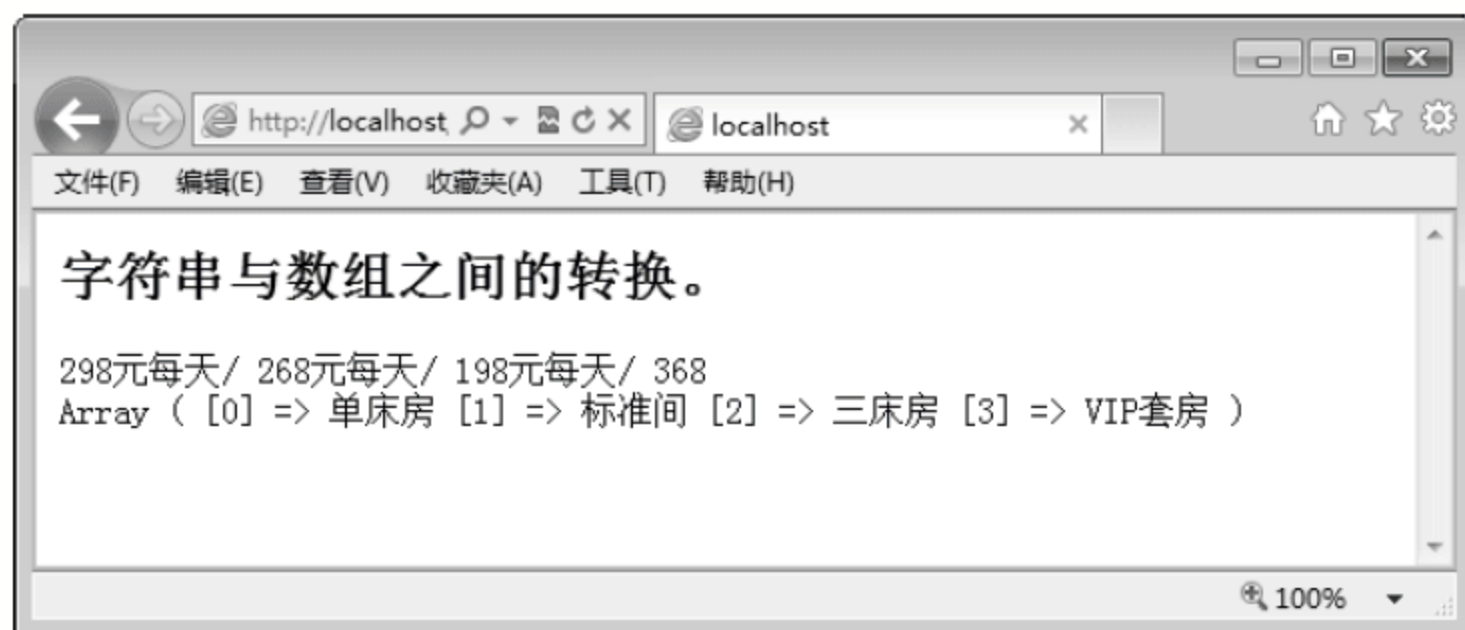 http://localhost localhost
文件(F) 编辑(E) 查看(V) 收藏夹(A) 工具(T) 帮助(H)
字符串与数组之间的转换。
298元每天/ 268元每天/ 198元每天/ 368
Array ( [0] => 单床房 [1] => 标准间 [2] => 三床房 [3] => VIP套房 )
100%